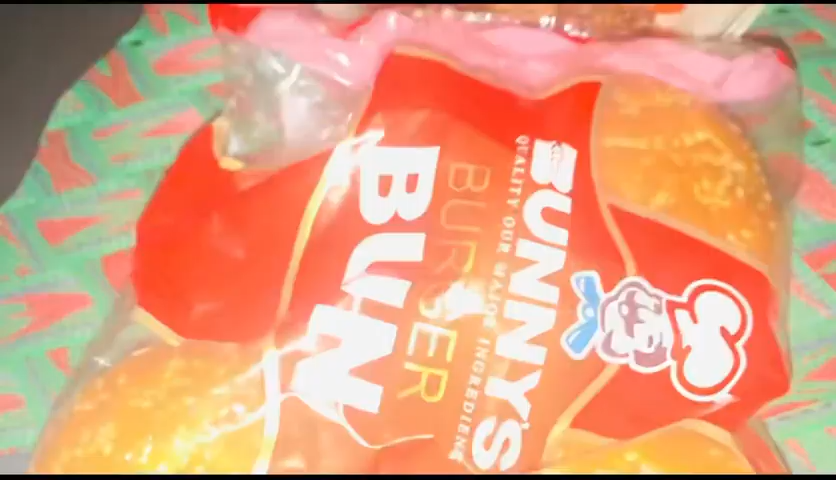 BUNNY'S
QUALITY OUR MAJOR INGREDIENT
BURGER
BUN